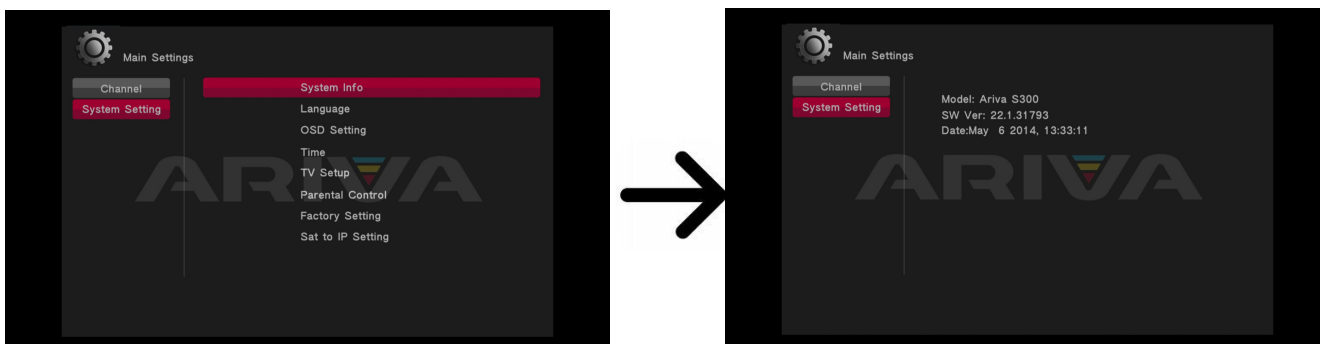 Main Settings
Channel
System Setting
System Info
Language
OSD Setting
Time
TV Setup
Parental Control
Factory Setting
Sat to IP Setting
ARIVA
Main Settings
Channel
System Setting
Model: Ariva S300
SW Ver: 22.1.31793
Date:May  6 2014, 13:33:11
ARIVA